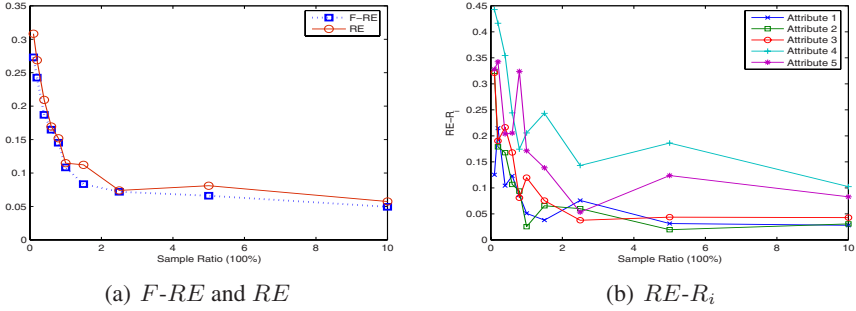 0.35
0.3
0.25
0.2
0.15
0.1
0.05
0
0 2 4 6 8 10
Sample Ratio (100%)
F-RE
RE
(a) F-RE and RE
0.45
0.4
0.35
0.3
0.25
0.2
0.15
0.1
0.05
0
RE-Ri
0 2 4 6 8 10
Sample Ratio (100%)
Attribute 1
Attribute 2
Attribute 3
Attribute 4
Attribute 5
(b) RE-Ri